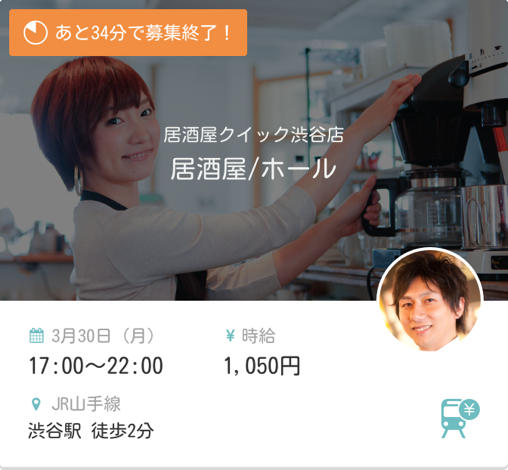 あと34分で募集終了！
居酒屋クイック渋谷店
居酒屋/ホール
3月30日（月）
¥ 時給
17:00〜22:00
1,050円
JR山手線
渋谷駅 徒歩2分
¥